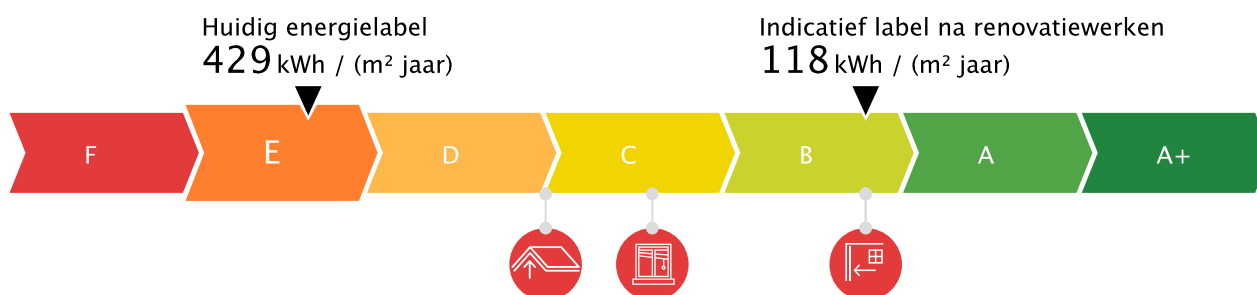 Huidig energielabel
429 kWh / (m² jaar)
Indicatief label na renovatiewerken
118 kWh / (m² jaar)
F E D C B A A+